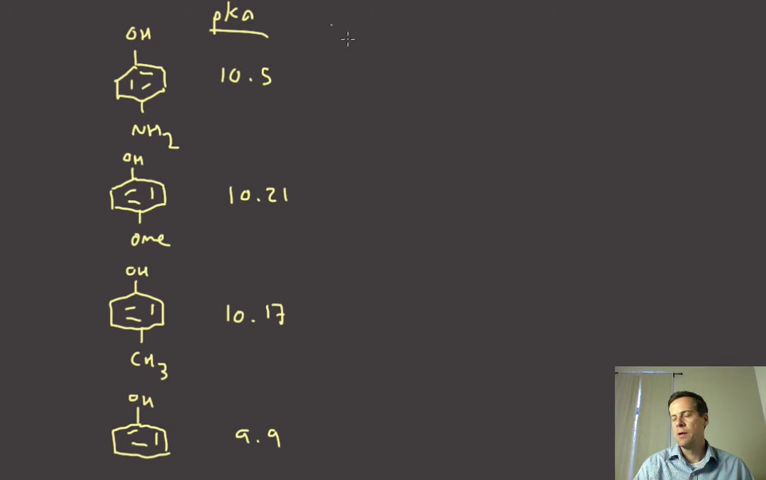 pka
OH
10.5
NH2
OH
10.21
OMe
OH
10.17
CH3
OH
9.9